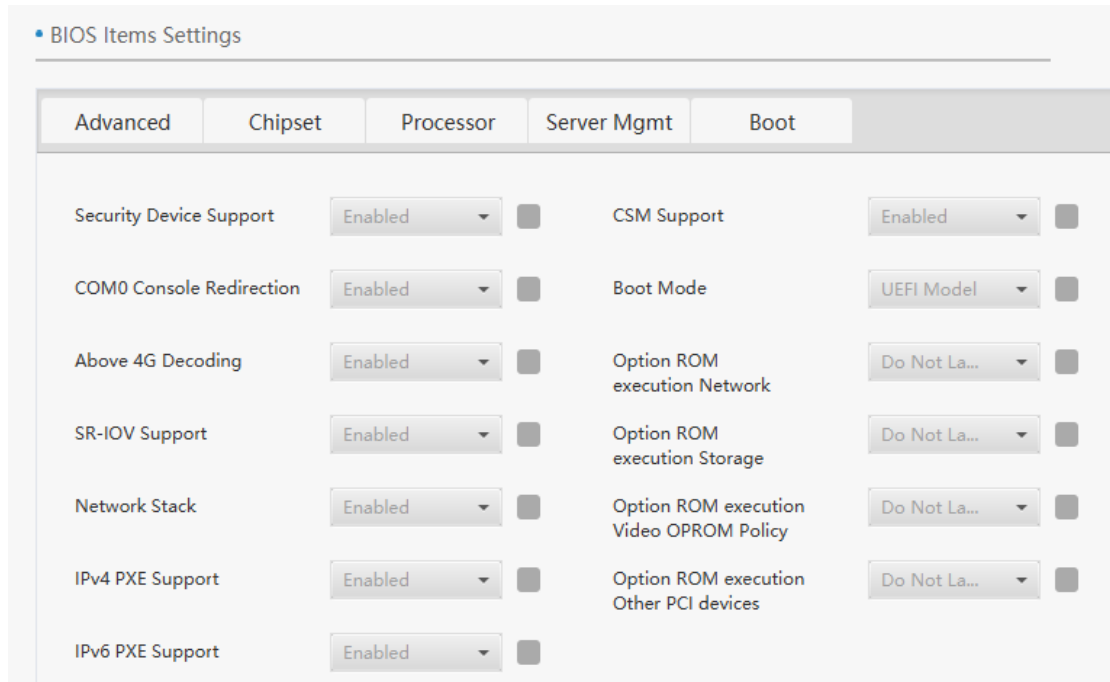 BIOS Items Settings
Advanced Chipset Processor Server Mgmt Boot
Security Device Support Enabled CSM Support Enabled
COM0 Console Redirection Enabled Boot Mode UEFI Model
Above 4G Decoding Enabled Option ROM Do Not La...
execution Network
SR-IOV Support Enabled Option ROM Do Not La...
execution Storage
Network Stack Enabled Option ROM execution Do Not La...
Video OPROM Policy
IPv4 PXE Support Enabled Option ROM execution Do Not La...
Other PCI devices
IPv6 PXE Support Enabled